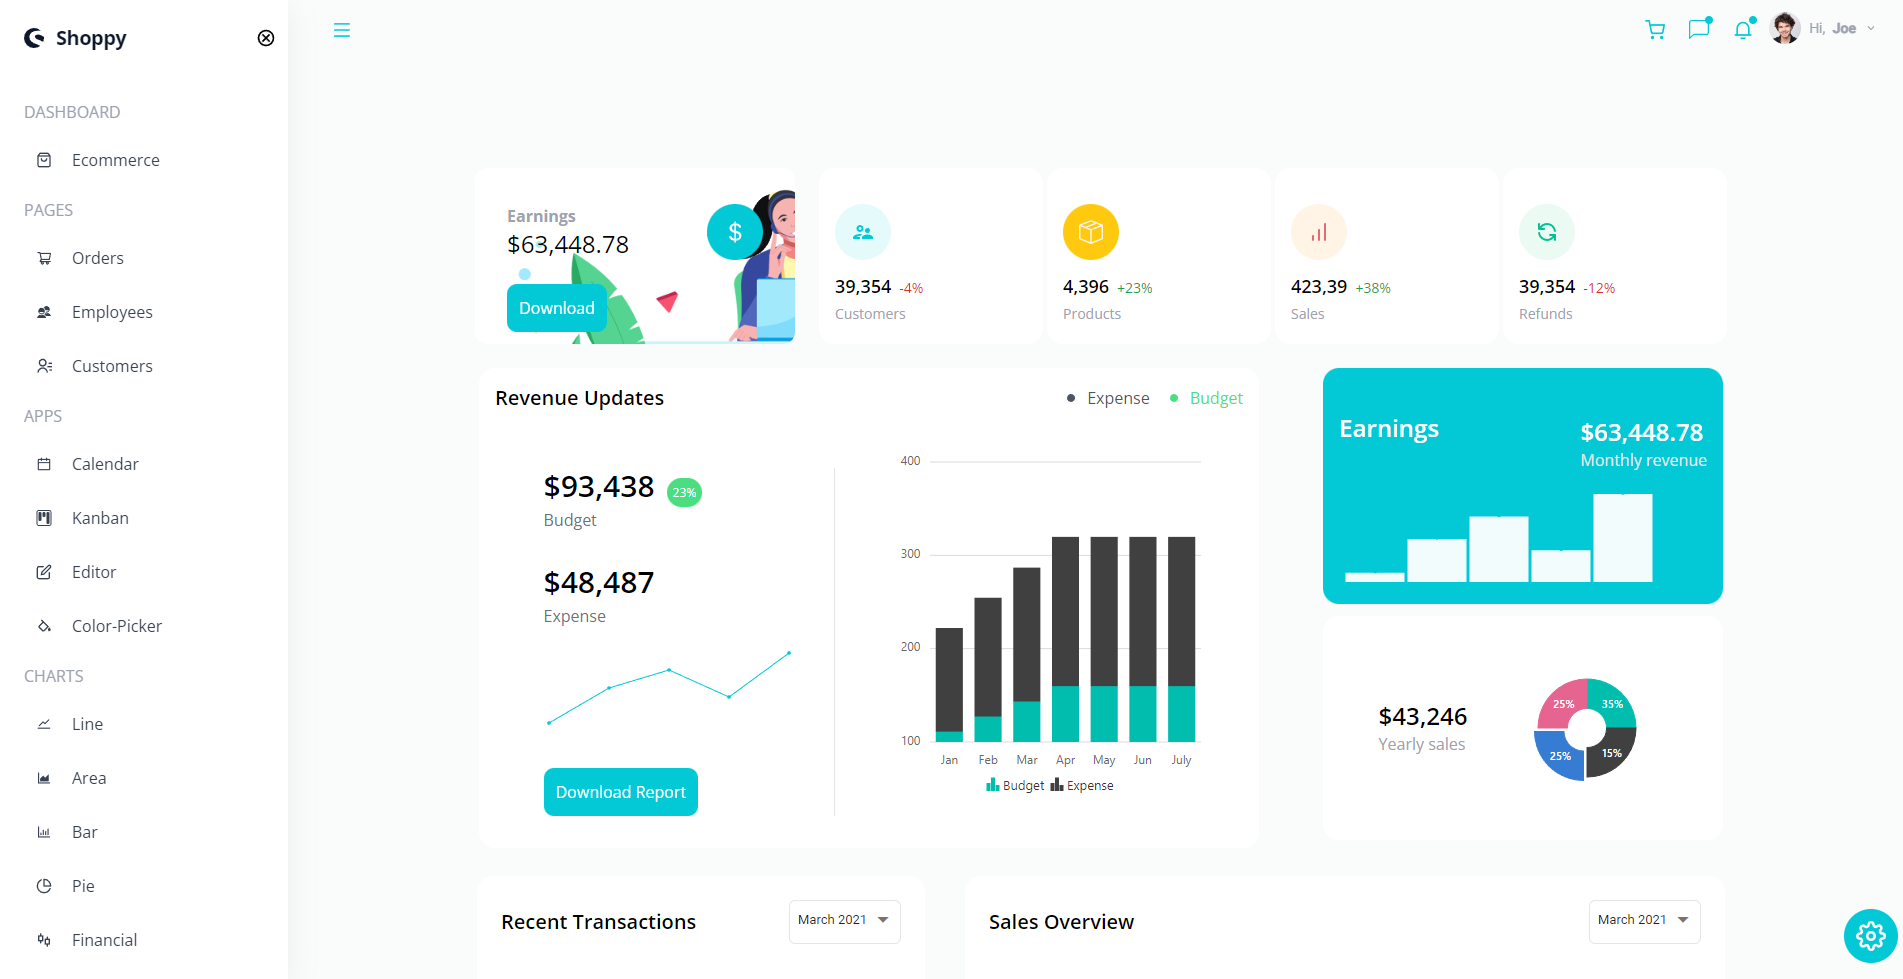 Shoppy
Hi, Joe
DASHBOARD
Ecommerce
PAGES
Orders
Employees
Customers
APPS
Calendar
Kanban
Editor
Color-Picker
CHARTS
Line
Area
Bar
Pie
Financial
Earnings
$63,448.78
Download
$
39,354 -4%
Customers
4,396 +23%
Products
423,39 +38%
Sales
39,354 -12%
Refunds
Revenue Updates
Expense
Budget
$93,438 23%
Budget
$48,487
Expense
Download Report
400
300
200
100
Jan Feb Mar Apr May Jun July
Budget Expense
Earnings
$63,448.78
Monthly revenue
$43,246
Yearly sales
25% 35%
25% 15%
Recent Transactions
March 2021
Sales Overview
March 2021